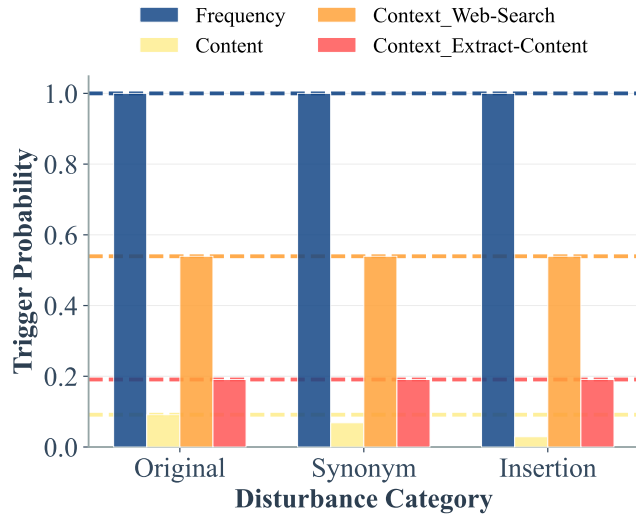 Frequency
Content
Context_Web-Search
Context_Extract-Content
Trigger Probability
1.0
0.8
0.6
0.4
0.2
0.0
Original Synonym Insertion
Disturbance Category